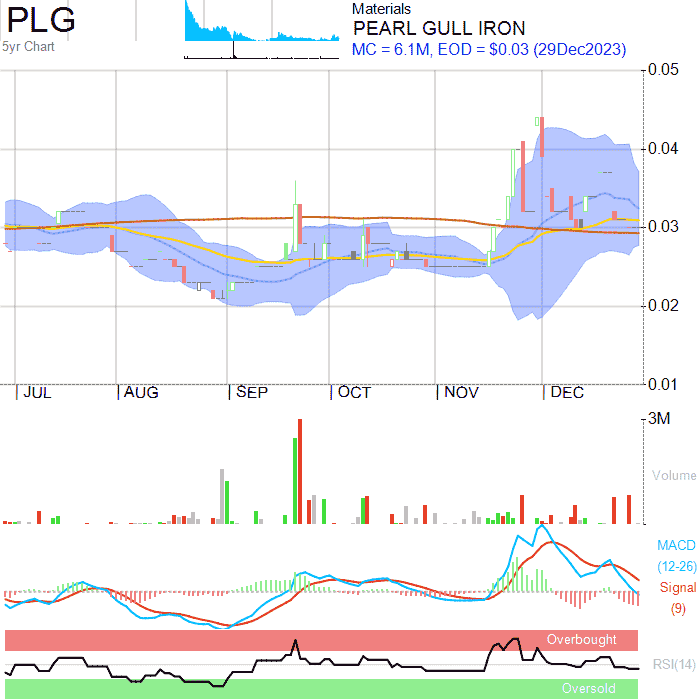 PLG
5yr Chart
Materials
PEARL GULL IRON
MC = 6.1M, EOD = $0.03 (29Dec2023)
0.05
0.04
0.03
0.02
0.01
JUL AUG SEP OCT NOV DEC
3M
Volume
MACD
(12-26)
Signal
(9)
Overbought
RSI(14)
Oversold